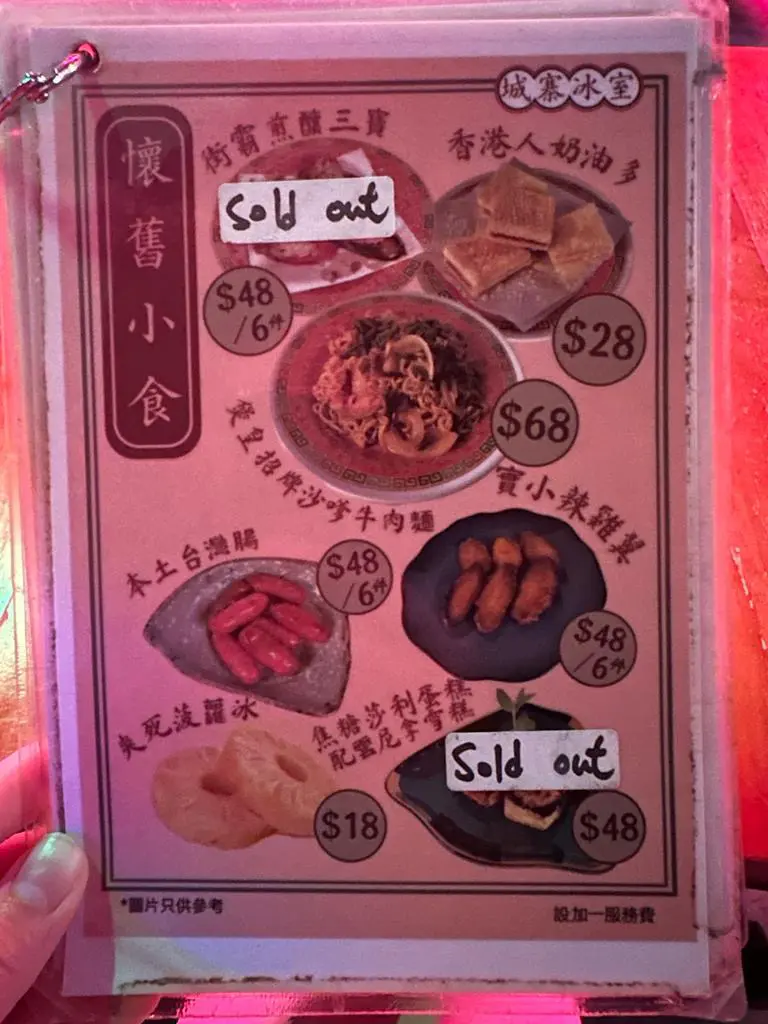 城寨冰室
懷舊小食
街霸煎釀三寶
Sold out
$48
/6件
香港人奶油多
$28
煲皇招牌沙嗲牛肉麵
$68
本土台灣腸
$48
/6件
寶小辣雞翼
$48
/6件
爽死菠蘿冰
$18
焦糖莎利蛋糕
配雲尼拿雪糕
Sold out
$48
*圖片只供參考
設加一服務費